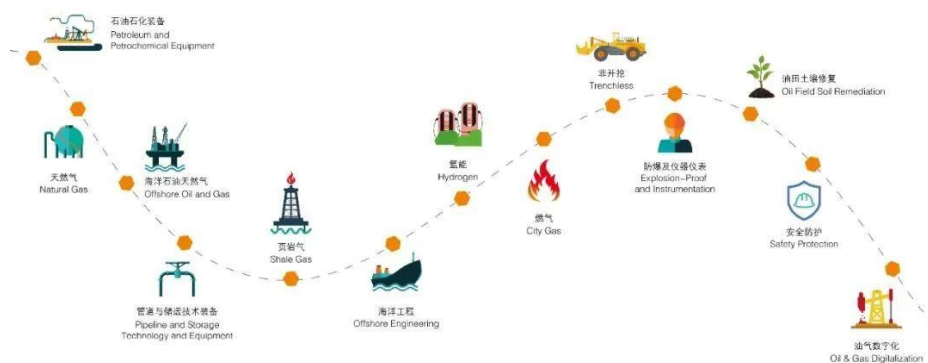 石油石化装备
Petroleum and
Petrochemical Equipment
天然气
Natural Gas
海洋石油天然气
Offshore Oil and Gas
管道与储运技术装备
Pipeline and Storage
Technology and Equipment
页岩气
Shale Gas
海洋工程
Offshore Engineering
氢能
Hydrogen
燃气
City Gas
非开挖
Trenchless
防爆及仪器仪表
Explosion-Proof
and Instrumentation
油田土壤修复
Oil Field Soil Remediation
安全防护
Safety Protection
油气数字化
Oil & Gas Digitalization